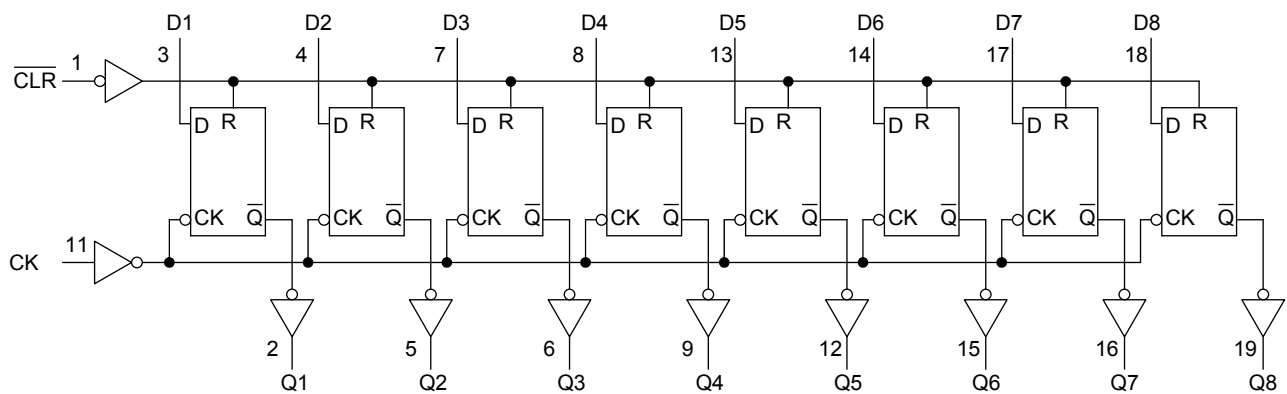 D1 D2 D3 D4 D5 D6 D7 D8
3 4 7 8 13 14 17 18
C̅L̅R̅ 1
D R D R D R D R D R D R D R D R
CK Q̅ CK Q̅ CK Q̅ CK Q̅ CK Q̅ CK Q̅ CK Q̅ CK Q̅
CK 11
2 5 6 9 12 15 16 19
Q1 Q2 Q3 Q4 Q5 Q6 Q7 Q8